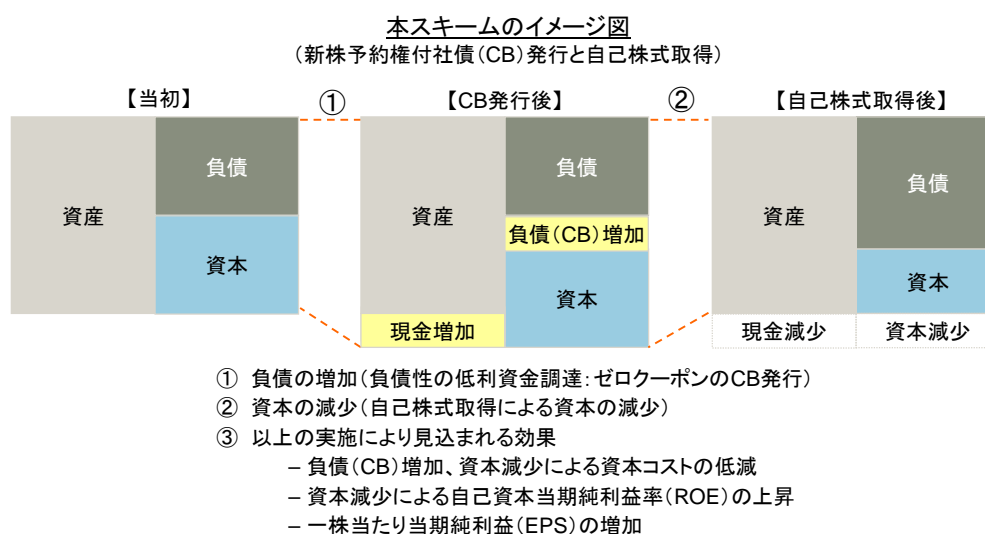 本スキームのイメージ図
（新株予約権付社債（CB）発行と自己株式取得）
【当初】
①
【CB発行後】
②
【自己株式取得後】
資産
負債
資本
資産
負債
負債（CB）増加
資本
現金増加
資産
負債
資本
現金減少
資本減少
① 負債の増加（負債性の低利資金調達：ゼロクーポンのCB発行）
② 資本の減少（自己株式取得による資本の減少）
③ 以上の実施により見込まれる効果
– 負債（CB）増加、資本減少による資本コストの低減
– 資本減少による自己資本当期純利益率（ROE）の上昇
– 一株当たり当期純利益（EPS）の増加